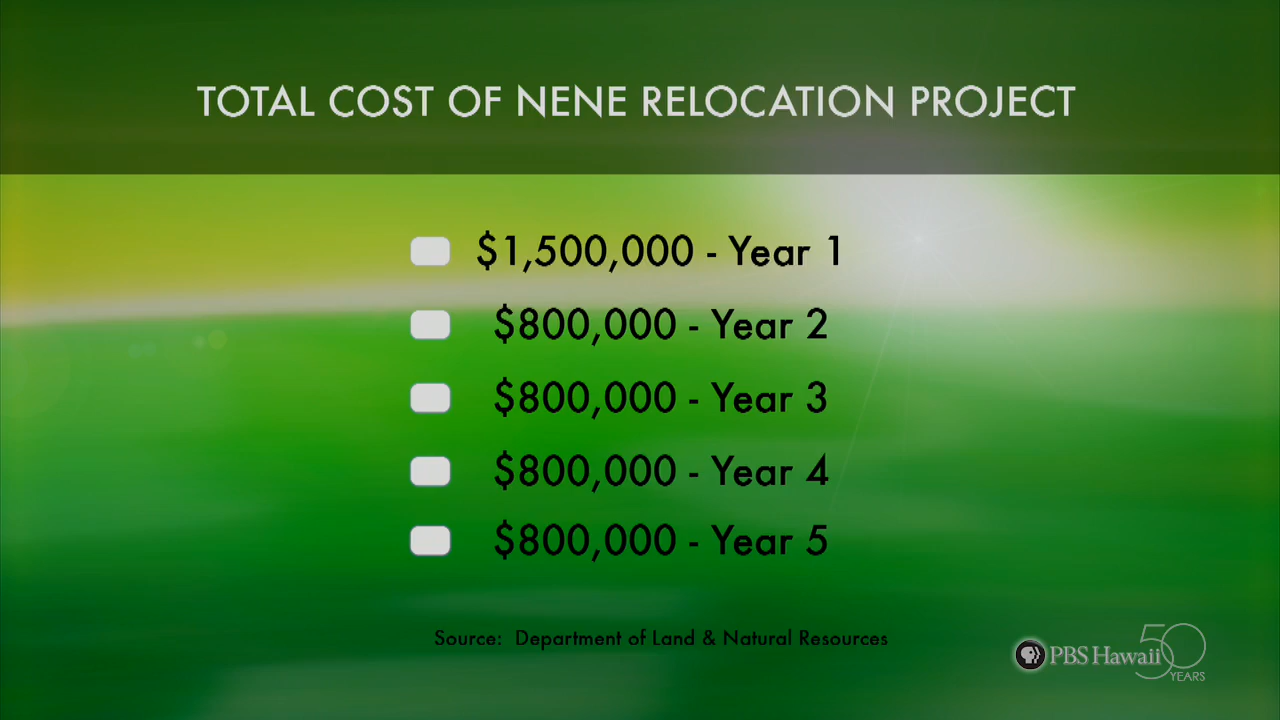 TOTAL COST OF NENE RELOCATION PROJECT
$1,500,000 - Year 1
$800,000 - Year 2
$800,000 - Year 3
$800,000 - Year 4
$800,000 - Year 5
Source: Department of Land & Natural Resources
PBS Hawaii 50 YEARS